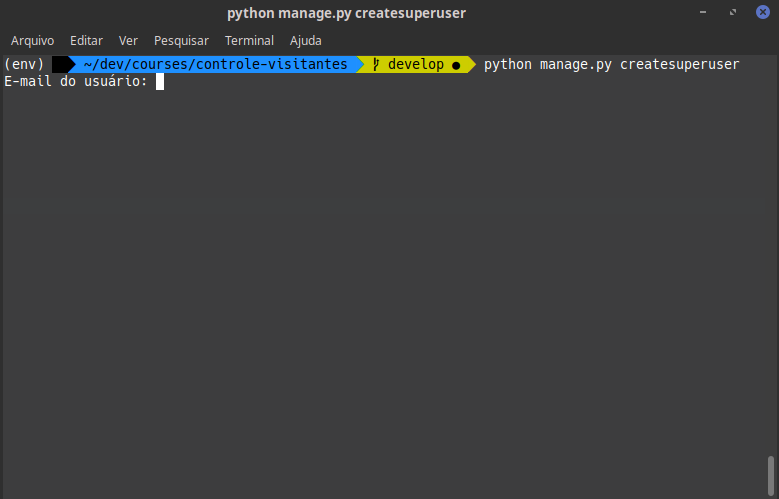 python manage.py createsuperuser
Arquivo Editar Ver Pesquisar Terminal Ajuda
(env) ~/dev/courses/controle-visitantes develop ● python manage.py createsuperuser
E-mail do usuário: